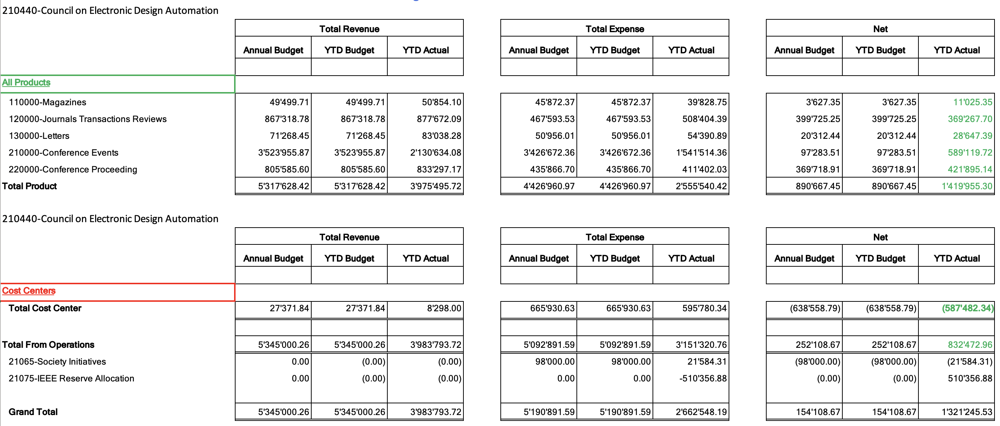 210440-Council on Electronic Design Automation
Total Revenue Total Expense Net
Annual Budget YTD Budget YTD Actual Annual Budget YTD Budget YTD Actual Annual Budget YTD Budget YTD Actual
All Products
110000-Magazines 49'499.71 49'499.71 50'854.10 45'872.37 45'872.37 39'828.75 3'627.35 3'627.35 11'025.35
120000-Journals Transactions Reviews 867'318.78 867'318.78 877'672.09 467'593.53 467'593.53 508'404.39 399'725.25 399'725.25 369'267.70
130000-Letters 71'268.45 71'268.45 83'038.28 50'956.01 50'956.01 54'390.89 20'312.44 20'312.44 28'647.39
210000-Conference Events 3'523'955.87 3'523'955.87 2'130'634.08 3'426'672.36 3'426'672.36 1'541'514.36 97'283.51 97'283.51 589'119.72
220000-Conference Proceeding 805'585.60 805'585.60 833'297.17 435'866.70 435'866.70 411'402.03 369'718.91 369'718.91 421'895.14
Total Product 5'317'628.42 5'317'628.42 3'975'495.72 4'426'960.97 4'426'960.97 2'555'540.42 890'667.45 890'667.45 1'419'955.30
210440-Council on Electronic Design Automation
Total Revenue Total Expense Net
Annual Budget YTD Budget YTD Actual Annual Budget YTD Budget YTD Actual Annual Budget YTD Budget YTD Actual
Cost Centers
Total Cost Center 27'371.84 27'371.84 8'298.00 665'930.63 665'930.63 595'780.34 (638'558.79) (638'558.79) (587'482.34)
Total From Operations 5'345'000.26 5'345'000.26 3'983'793.72 5'092'891.59 5'092'891.59 3'151'320.76 252'108.67 252'108.67 832'472.96
21065-Society Initiatives 0.00 (0.00) (0.00) 98'000.00 98'000.00 21'584.31 (98'000.00) (98'000.00) (21'584.31)
21075-IEEE Reserve Allocation 0.00 (0.00) (0.00) 0.00 0.00 -510'356.88 (0.00) (0.00) 510'356.88
Grand Total 5'345'000.26 5'345'000.26 3'983'793.72 5'190'891.59 5'190'891.59 2'662'548.19 154'108.67 154'108.67 1'321'245.53